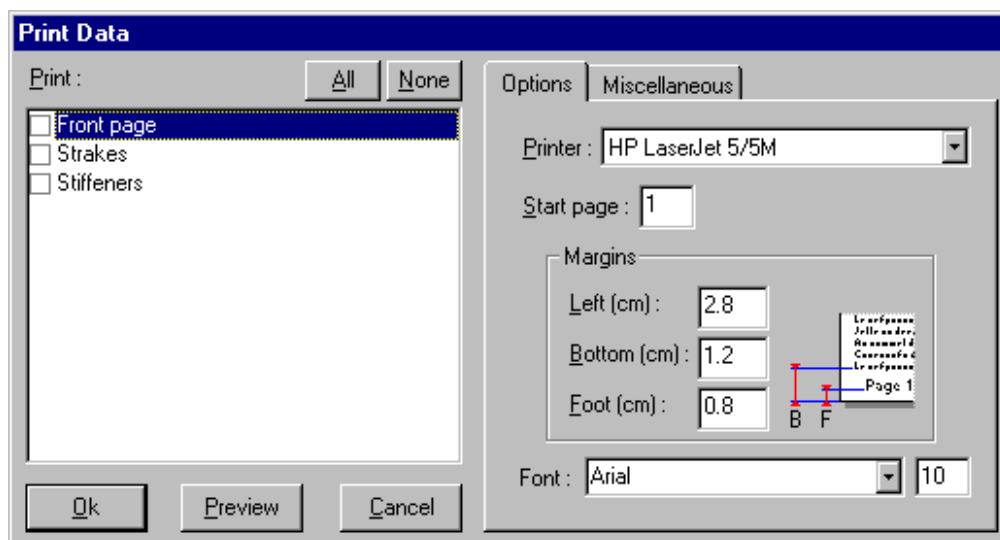 Print Data
Print : All None
Front page
Strakes
Stiffeners
Ok Preview Cancel
Options Miscellaneous
Printer : HP LaserJet 5/5M
Start page : 1
Margins
Left (cm) : 2.8
Bottom (cm) : 1.2
Foot (cm) : 0.8
Page 1
B F
Font : Arial 10